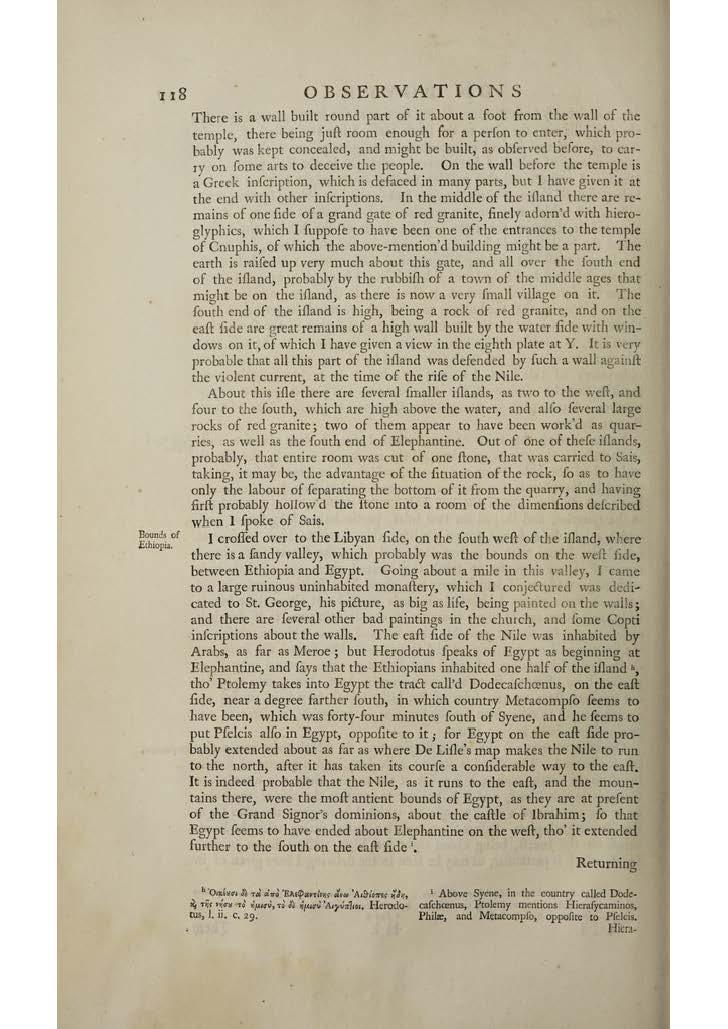 118 OBSERVATIONS
There is a wall built round part of it about a foot from the wall of the
temple, there being juſt room enough for a perſon to enter, which pro-
bably was kept concealed, and might be built, as obſerved before, to car-
ry on ſome arts to deceive the people. On the wall before the temple is
a Greek inſcription, which is defaced in many parts, but I have given it at
the end with other inſcriptions. In the middle of the iſland there are re-
mains of one ſide of a grand gate of red granite, finely adorn'd with hiero-
glyphics, which I ſuppoſe to have been one of the entrances to the temple
of Cnuphis, of which the above-mention'd building might be a part. The
earth is raiſed up very much about this gate, and all over the ſouth end
of the iſland, probably by the rubbiſh of a town of the middle ages that
might be on the iſland, as there is now a very ſmall village on it. The
ſouth end of the iſland is high, being a rock of red granite, and on the
eaſt ſide are great remains of a high wall built by the water ſide with win-
dows on it, of which I have given a view in the eighth plate at Y. It is very
probable that all this part of the iſland was defended by ſuch a wall againſt
the violent current, at the time of the riſe of the Nile.
About this iſle there are ſeveral ſmaller iſlands, as two to the weſt, and
four to the ſouth, which are high above the water, and alſo ſeveral large
rocks of red granite; two of them appear to have been work'd as quar-
ries, as well as the ſouth end of Elephantine. Out of one of theſe iſlands,
probably, that entire room was cut of one ſtone, that was carried to Sais,
taking, it may be, the advantage of the ſituation of the rock, ſo as to have
only the labour of ſeparating the bottom of it from the quarry, and having
firſt probably hollow'd the ſtone into a room of the dimenſions deſcribed
when I ſpoke of Sais.
Bounds of
Ethiopia.
I croſſed over to the Libyan ſide, on the ſouth weſt of the iſland, where
there is a ſandy valley, which probably was the bounds on the weſt ſide,
between Ethiopia and Egypt. Going about a mile in this valley, I came
to a large ruinous uninhabited monaſtery, which I conjectured was dedi-
cated to St. George, his picture, as big as life, being painted on the walls;
and there are ſeveral other bad paintings in the church, and ſome Copti
inſcriptions about the walls. The eaſt ſide of the Nile was inhabited by
Arabs, as far as Meroe; but Herodotus ſpeaks of Egypt as beginning at
Elephantine, and ſays that the Ethiopians inhabited one half of the iſland ʰ,
tho' Ptolemy takes into Egypt the tract call'd Dodecaſchœnus, on the eaſt
ſide, near a degree farther ſouth, in which country Metacompſo ſeems to
have been, which was forty-four minutes ſouth of Syene, and he ſeems to
put Pſelcis alſo in Egypt, oppoſite to it; for Egypt on the eaſt ſide pro-
bably extended about as far as where De Liſle's map makes the Nile to run
to the north, after it has taken its courſe a conſiderable way to the eaſt.
It is indeed probable that the Nile, as it runs to the eaſt, and the moun-
tains there, were the moſt antient bounds of Egypt, as they are at preſent
of the Grand Signor's dominions, about the caſtle of Ibrahim; ſo that
Egypt ſeems to have ended about Elephantine on the weſt, tho' it extended
further to the ſouth on the eaſt ſide ⁱ.
Returning
ʰ Οἰκέουσι δὲ τὰ ἀπὸ Ἐλεφαντίνης ἄνω Αἰθίοπες ἤδη,
καὶ τῆς νήσου τὸ ἥμισυ, τὸ δὲ ἥμισυ Αἰγύπτιοι. Herodo-
tus, l. ii. c. 29.
ⁱ Above Syene, in the country called Dode-
caſchœnus, Ptolemy mentions Hieraſycaminos,
Philæ, and Metacompſo, oppoſite to Pſelcis.
Hiera-